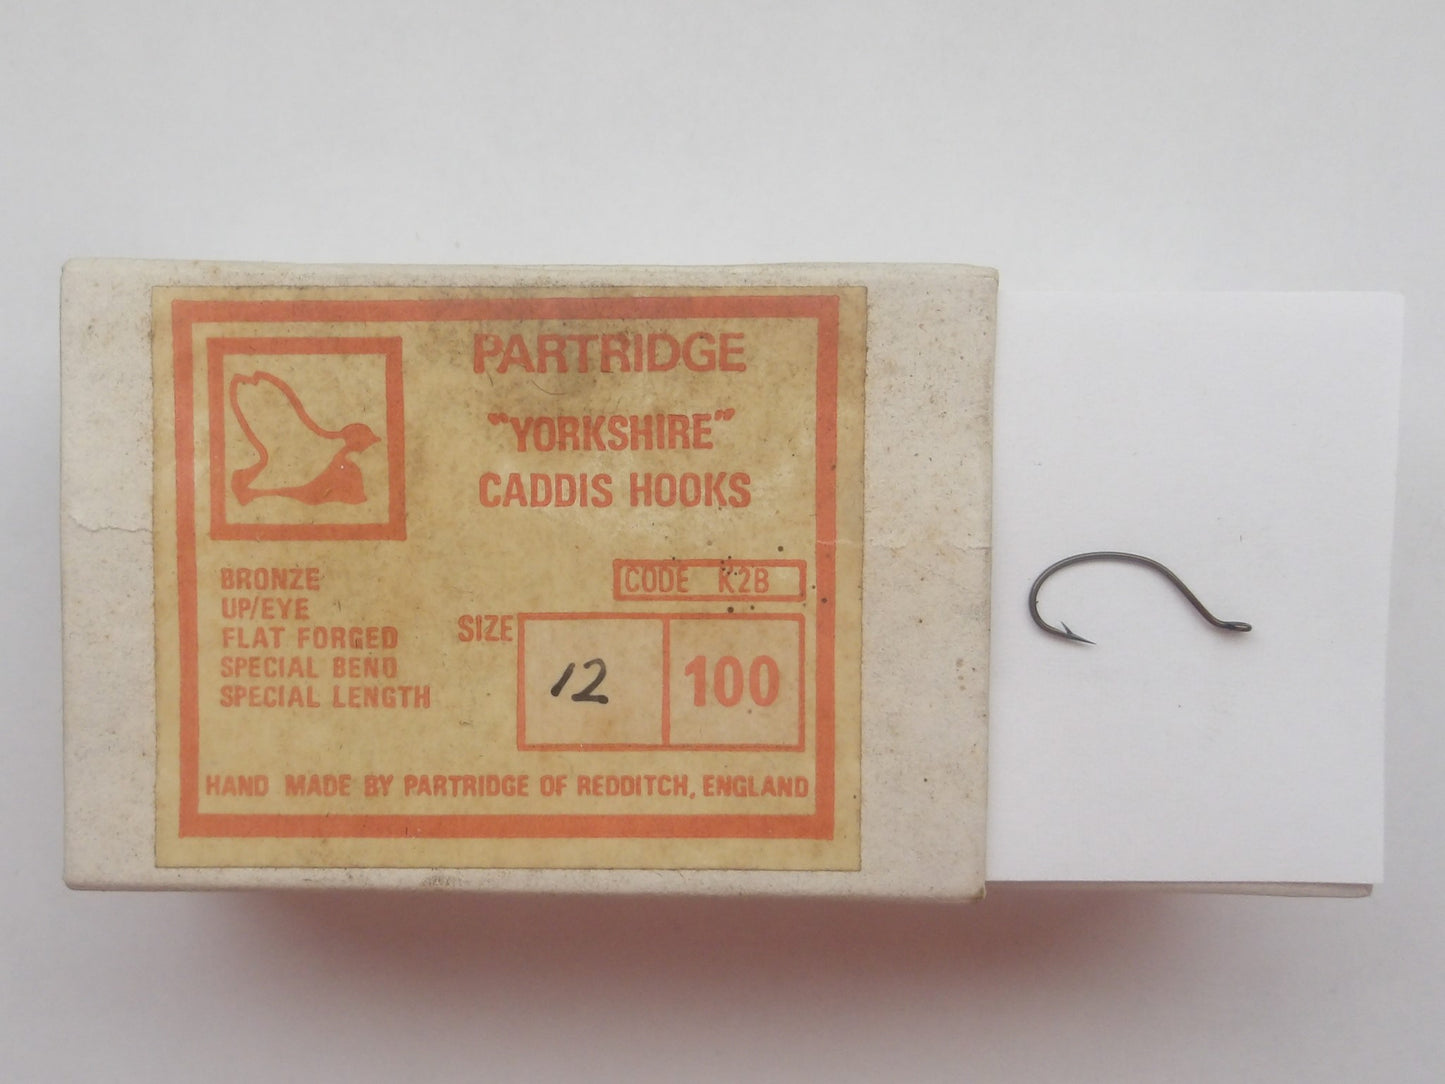 PARTRIDGE
"YORKSHIRE"
CADDIS HOOKS
CODE K2B
BRONZE
UP/EYE
FLAT FORGED
SPECIAL BEND
SPECIAL LENGTH
SIZE 12 100
HAND MADE BY PARTRIDGE OF REDDITCH, ENGLAND